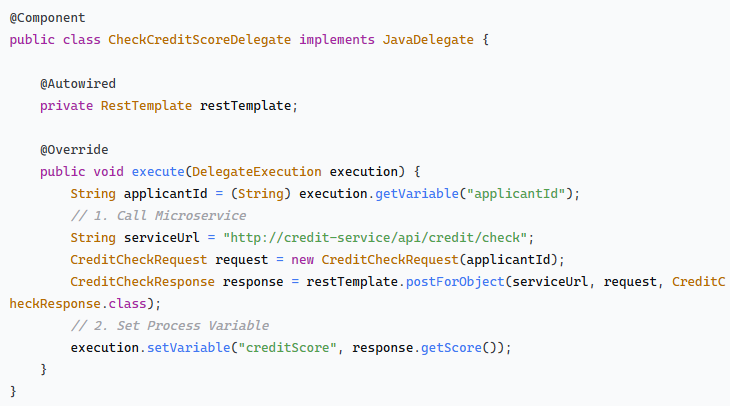 @Component
public class CheckCreditScoreDelegate implements JavaDelegate {
    @Autowired
    private RestTemplate restTemplate;
    @Override
    public void execute(DelegateExecution execution) {
        String applicantId = (String) execution.getVariable("applicantId");
        // 1. Call Microservice
        String serviceUrl = "http://credit-service/api/credit/check";
        CreditCheckRequest request = new CreditCheckRequest(applicantId);
        CreditCheckResponse response = restTemplate.postForObject(serviceUrl, request, CreditC
heckResponse.class);
        // 2. Set Process Variable
        execution.setVariable("creditScore", response.getScore());
    }
}